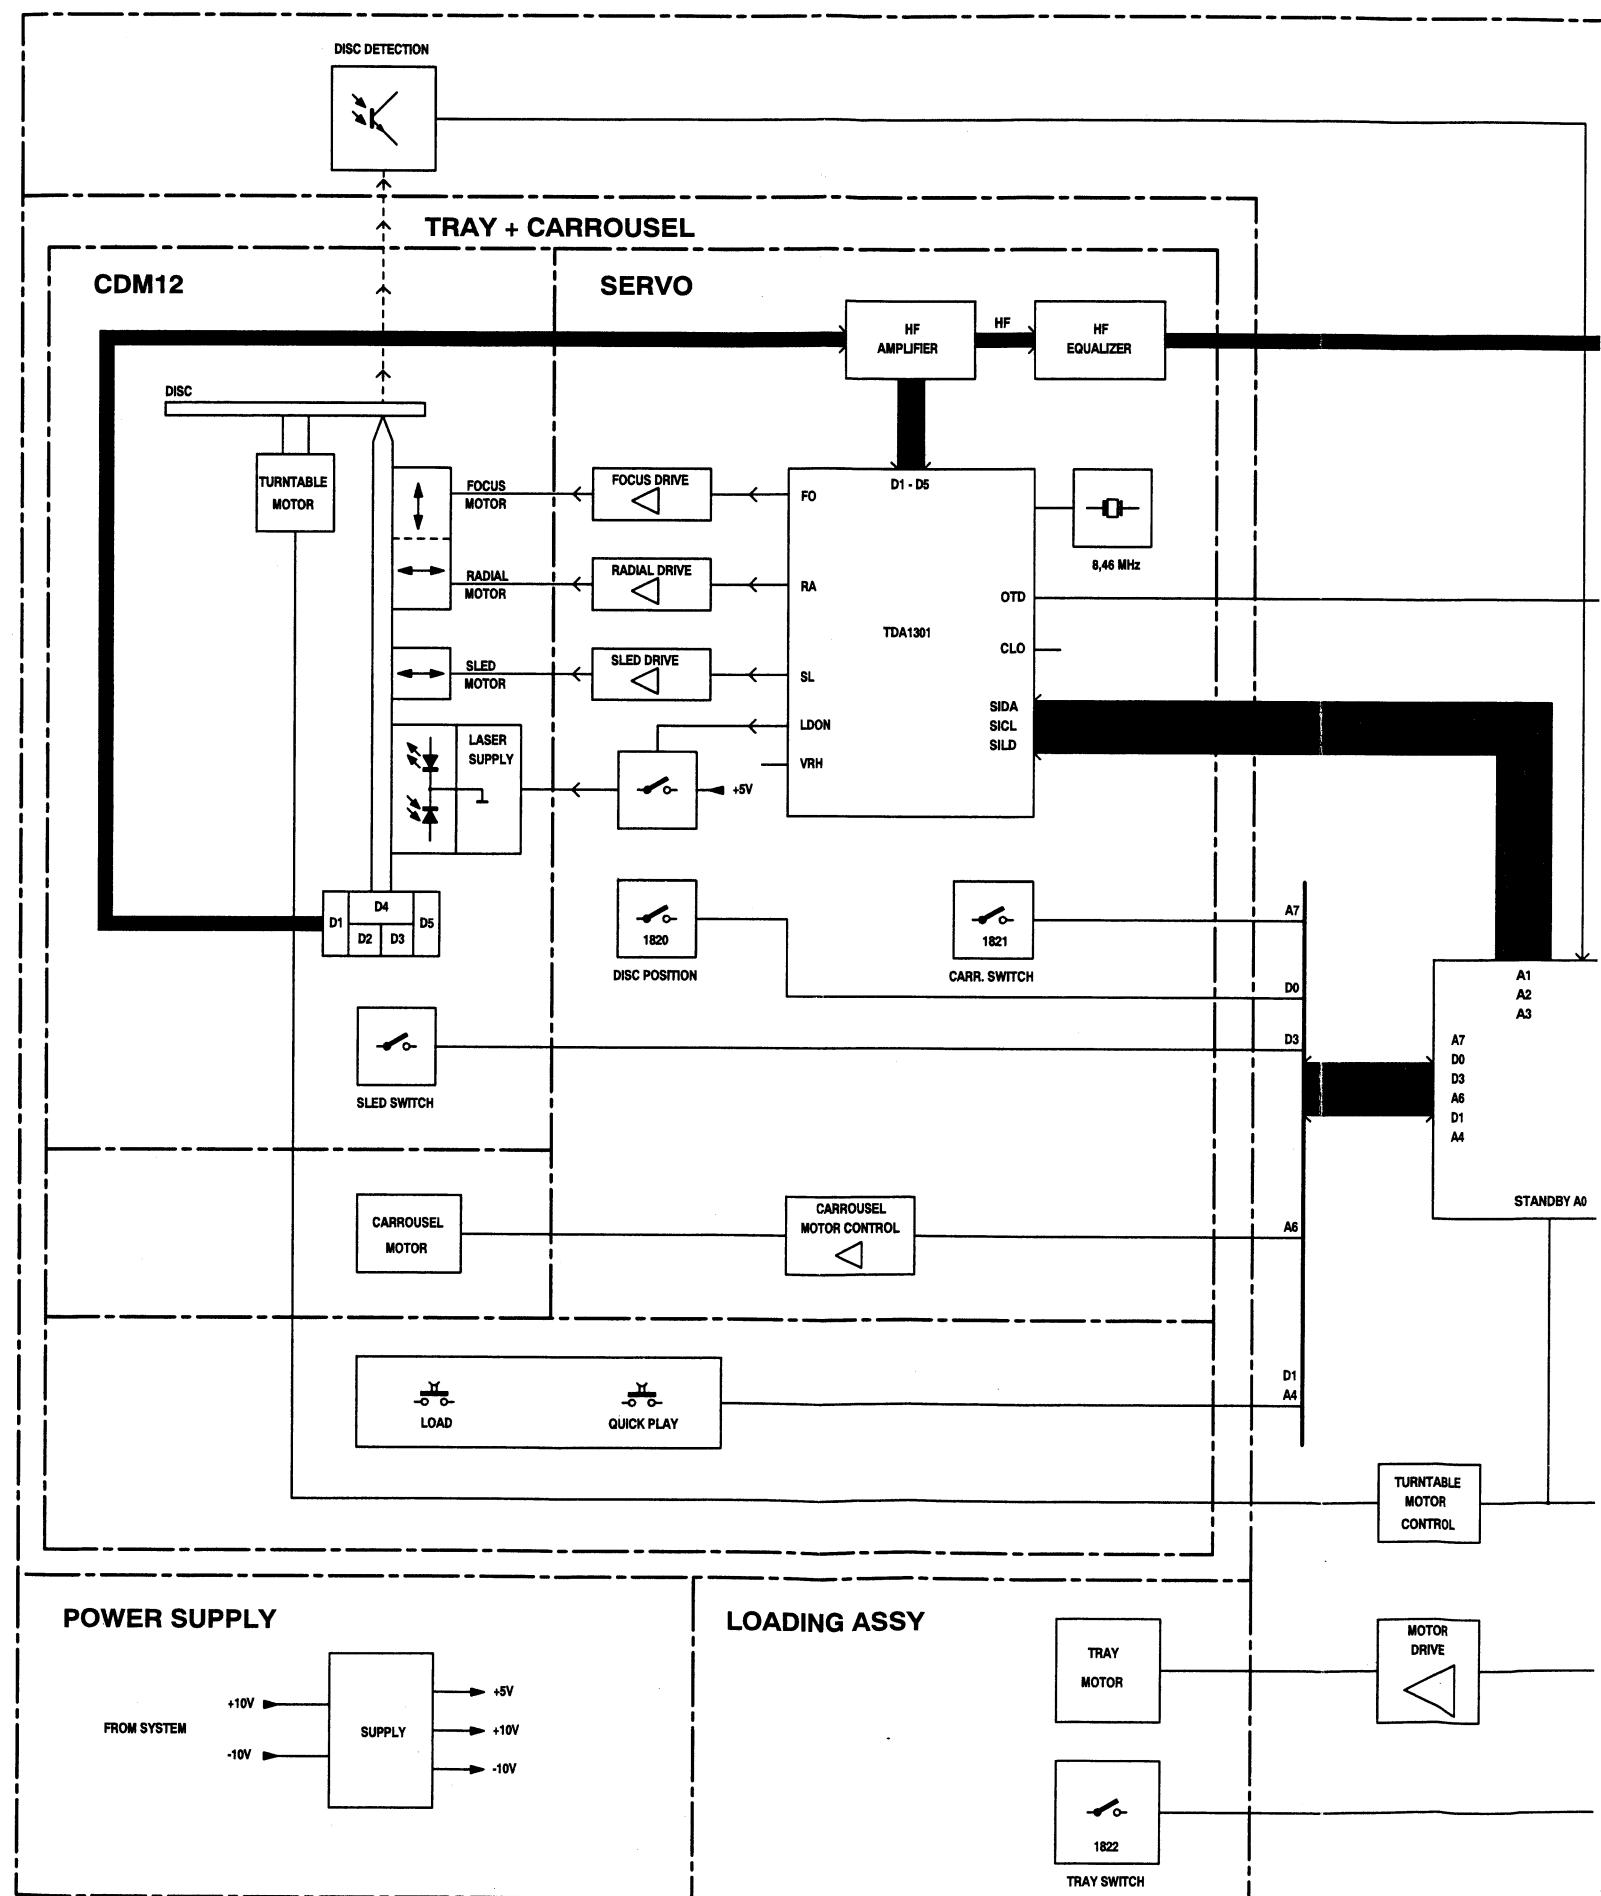 DISC DETECTION
TRAY + CARROUSEL
CDM12
SERVO
HF
AMPLIFIER
HF
HF
EQUALIZER
DISC
TURNTABLE
MOTOR
FOCUS
MOTOR
FOCUS DRIVE
FO
D1 - D5
8,46 MHz
RADIAL
MOTOR
RADIAL DRIVE
RA
OTD
TDA1301
CLO
SLED
MOTOR
SLED DRIVE
SL
SIDA
SICL
SILD
LDON
LASER
SUPPLY
VRH
+5V
D1
D4
D5
D2
D3
1820
DISC POSITION
1821
CARR. SWITCH
A7
D0
D3
SLED SWITCH
A1
A2
A3
A7
D0
D3
A6
D1
A4
STANDBY A0
CARROUSEL
MOTOR
CARROUSEL
MOTOR CONTROL
A6
LOAD
QUICK PLAY
D1
A4
TURNTABLE
MOTOR
CONTROL
POWER SUPPLY
FROM SYSTEM
+10V
-10V
SUPPLY
+5V
+10V
-10V
LOADING ASSY
TRAY
MOTOR
MOTOR
DRIVE
1822
TRAY SWITCH